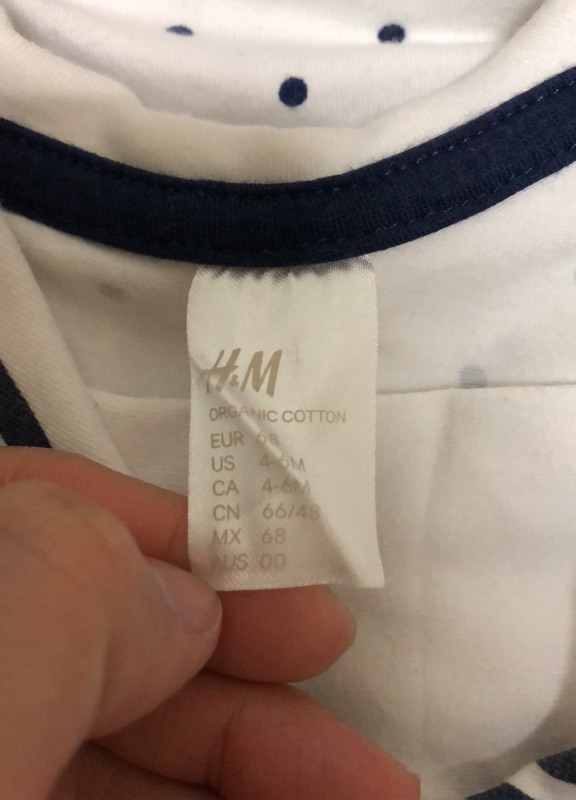 H&M
ORGANIC COTTON
EUR 68
US 4-6M
CA 4-6M
CN 66/48
MX 68
AUS 00